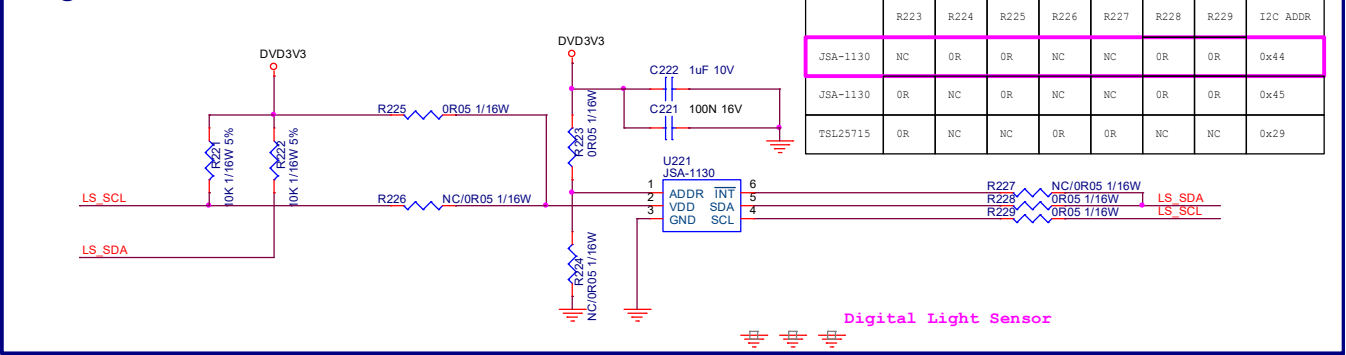 R223 R224 R225 R226 R227 R228 R229 I2C ADDR
JSA-1130 NC 0R 0R NC NC 0R 0R 0x44
JSA-1130 0R NC 0R NC NC 0R 0R 0x45
TSL25715 0R NC NC 0R 0R NC NC 0x29
DVD3V3
DVD3V3
C222 1uF 10V
C221 100N 16V
R225 0R05 1/16W
R221
10K 1/16W 5%
R222
10K 1/16W 5%
R223
0R05 1/16W
U221
JSA-1130
LS_SCL
R226 NC/0R05 1/16W
1 ADDR INT 6
2 VDD SDA 5
3 GND SCL 4
R227 NC/0R05 1/16W
R228 0R05 1/16W LS_SDA
R229 0R05 1/16W LS_SCL
LS_SDA
R224
NC/0R05 1/16W
Digital Light Sensor